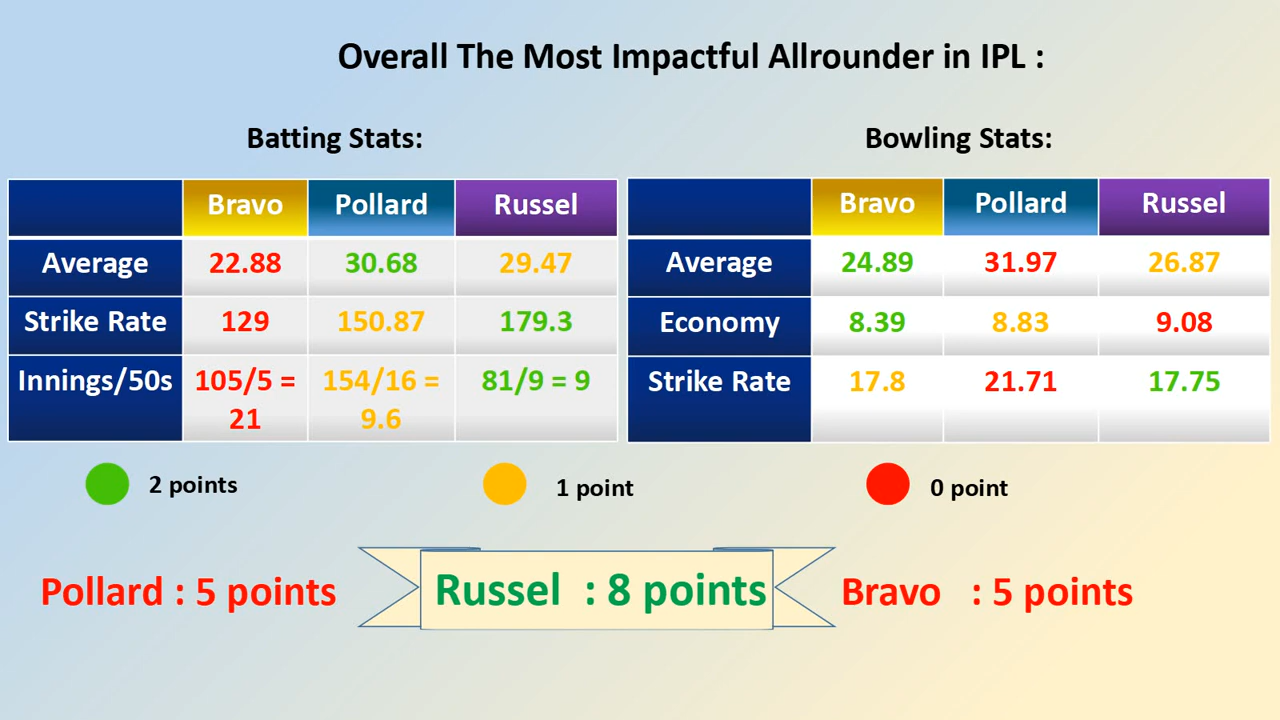 Overall The Most Impactful Allrounder in IPL :
Batting Stats:
Bravo Pollard Russel
Average 22.88 30.68 29.47
Strike Rate 129 150.87 179.3
Innings/50s 105/5 = 154/16 = 81/9 = 9
21 9.6
Bowling Stats:
Bravo Pollard Russel
Average 24.89 31.97 26.87
Economy 8.39 8.83 9.08
Strike Rate 17.8 21.71 17.75
2 points 1 point 0 point
Pollard : 5 points Russel : 8 points Bravo : 5 points